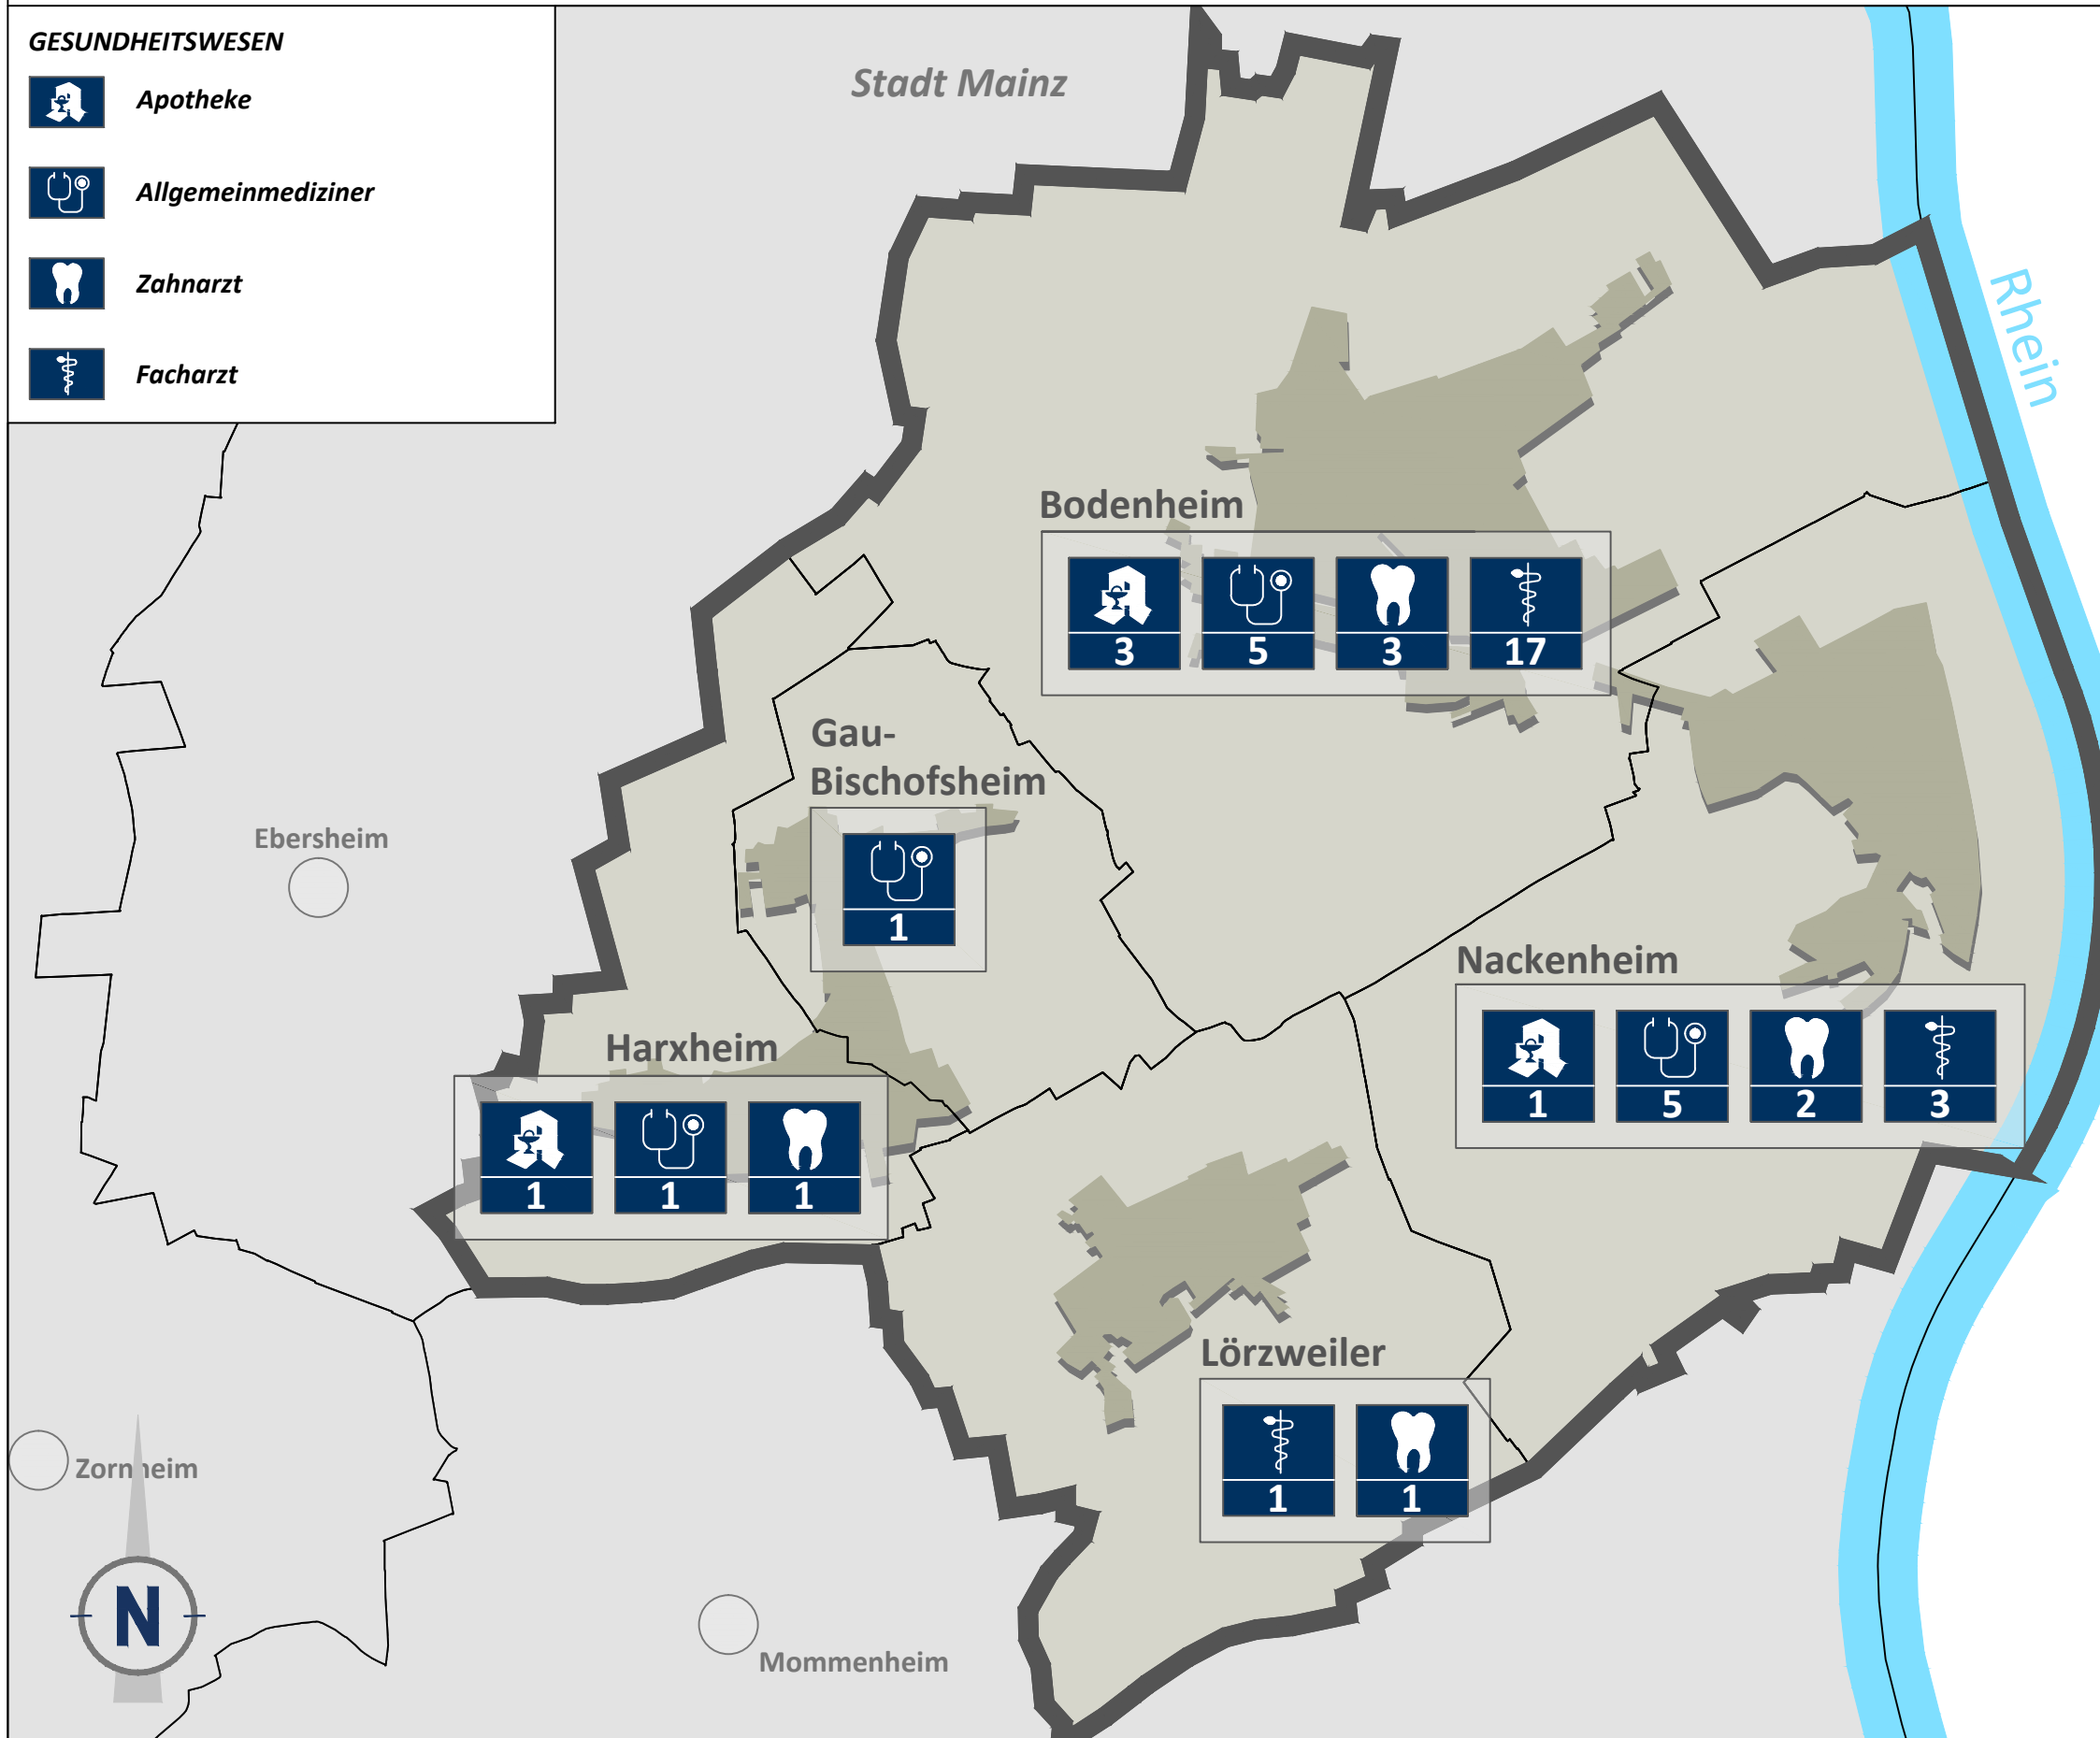 GESUNDHEITSWESEN
Apotheke
Allgemeinmediziner
Zahnarzt
Facharzt
Stadt Mainz
Rhein
Bodenheim
3 5 3 17
Gau-
Bischofsheim
1
Ebersheim
Nackenheim
1 5 2 3
Harxheim
1 1 1
Lörzweiler
1 1
Zornheim
N
Mommenheim